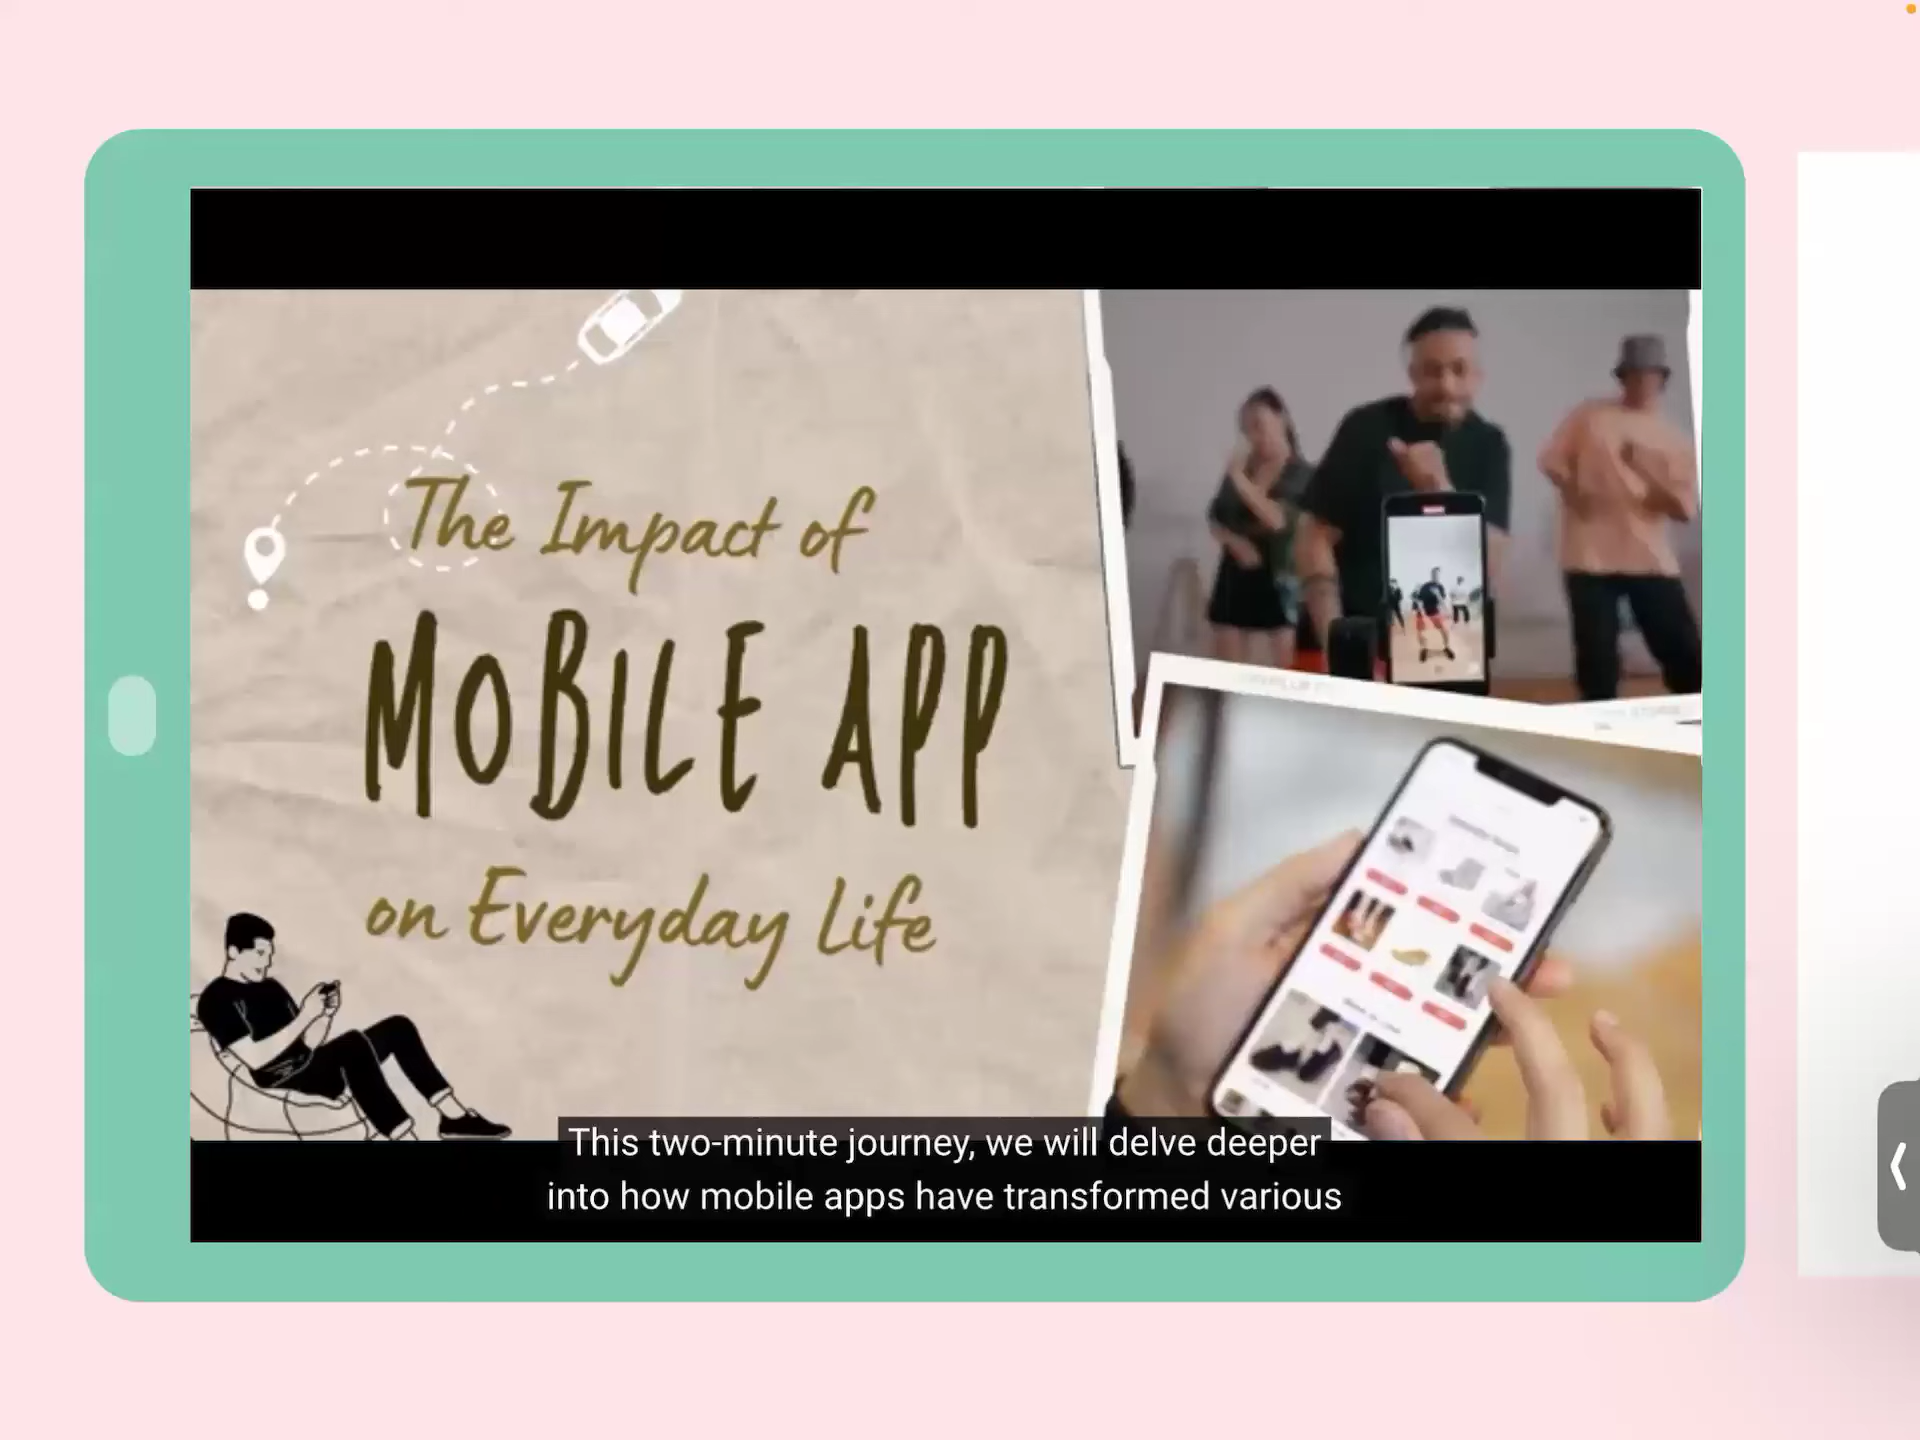 The Impact of
MOBILE APP
on Everyday Life
This two-minute journey, we will delve deeper
into how mobile apps have transformed various